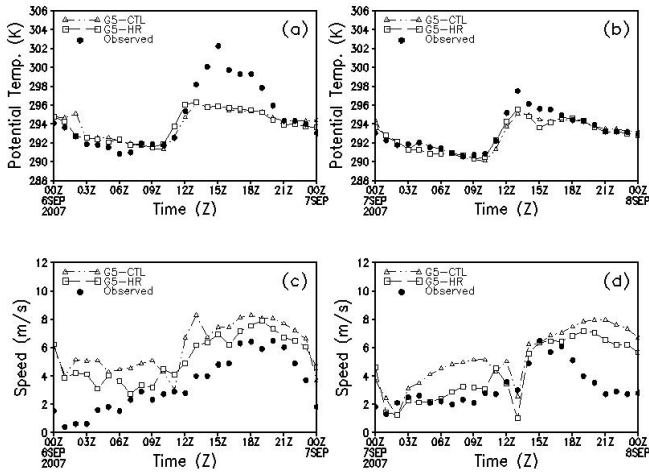 G5-CTL
G5-HR
Observed
(a)
Potential Temp. (K)
306
304
302
300
298
296
294
292
290
288
00Z 03Z 06Z 09Z 12Z 15Z 18Z 21Z 00Z
6SEP 7SEP
2007
Time (Z)
G5-CTL
G5-HR
Observed
(b)
Potential Temp. (K)
306
304
302
300
298
296
294
292
290
288
00Z 03Z 06Z 09Z 12Z 15Z 18Z 21Z 00Z
7SEP 8SEP
2007
Time (Z)
G5-CTL
G5-HR
Observed
(c)
Speed (m/s)
12
10
8
6
4
2
0
00Z 03Z 06Z 09Z 12Z 15Z 18Z 21Z 00Z
6SEP 7SEP
2007
Time (Z)
G5-CTL
G5-HR
Observed
(d)
Speed (m/s)
12
10
8
6
4
2
0
00Z 03Z 06Z 09Z 12Z 15Z 18Z 21Z 00Z
7SEP 8SEP
2007
Time (Z)